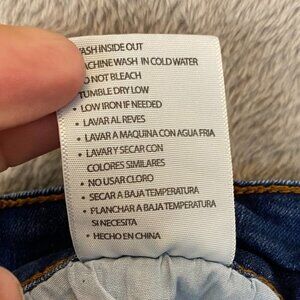 ASH INSIDE OUT
ACHINE WASH IN COLD WATER
O NOT BLEACH
TUMBLE DRY LOW
• LOW IRON IF NEEDED
• LAVAR AL REVES
• LAVAR A MAQUINA CON AGUA FRIA
• LAVAR Y SECAR CON
COLORES SIMILARES
• NO USAR CLORO
• SECAR A BAJA TEMPERATURA
• PLANCHAR A BAJA TEMPERATURA
SI NECESITA
• HECHO EN CHINA